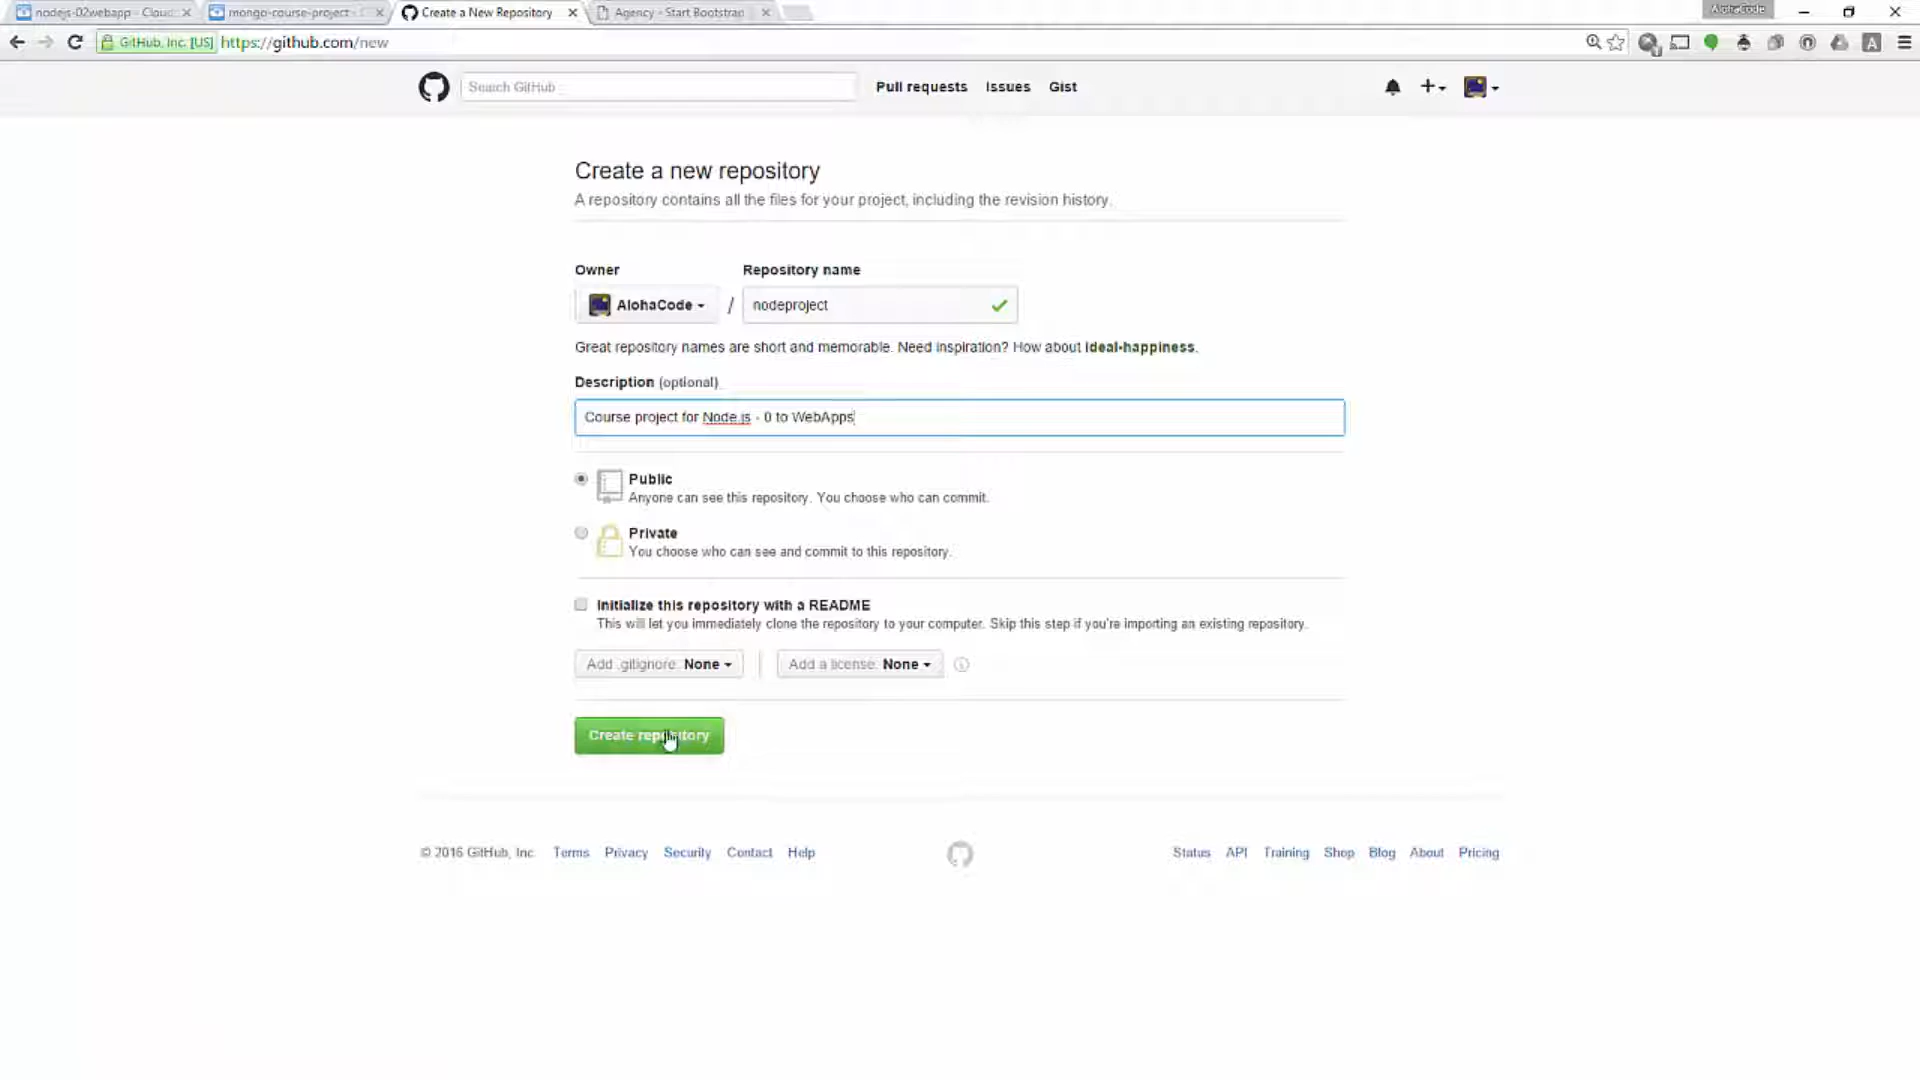 nodejs-02webapp - Cloud
mongo-course-project -
Create a New Repository
Agency - Start Bootstrap
AlohaCode
GitHub, Inc. [US]
https://github.com/new
A
Search GitHub
Pull requests
Issues
Gist
Create a new repository
A repository contains all the files for your project, including the revision history.
Owner
Repository name
AlohaCode
/
nodeproject
Great repository names are short and memorable. Need inspiration? How about ideal-happiness.
Description (optional)
Course project for Node.js - 0 to WebApps
Public
Anyone can see this repository. You choose who can commit.
Private
You choose who can see and commit to this repository.
Initialize this repository with a README
This will let you immediately clone the repository to your computer. Skip this step if you're importing an existing repository.
Add .gitignore: None
Add a license: None
Create repository
© 2016 GitHub, Inc.
Terms
Privacy
Security
Contact
Help
Status
API
Training
Shop
Blog
About
Pricing